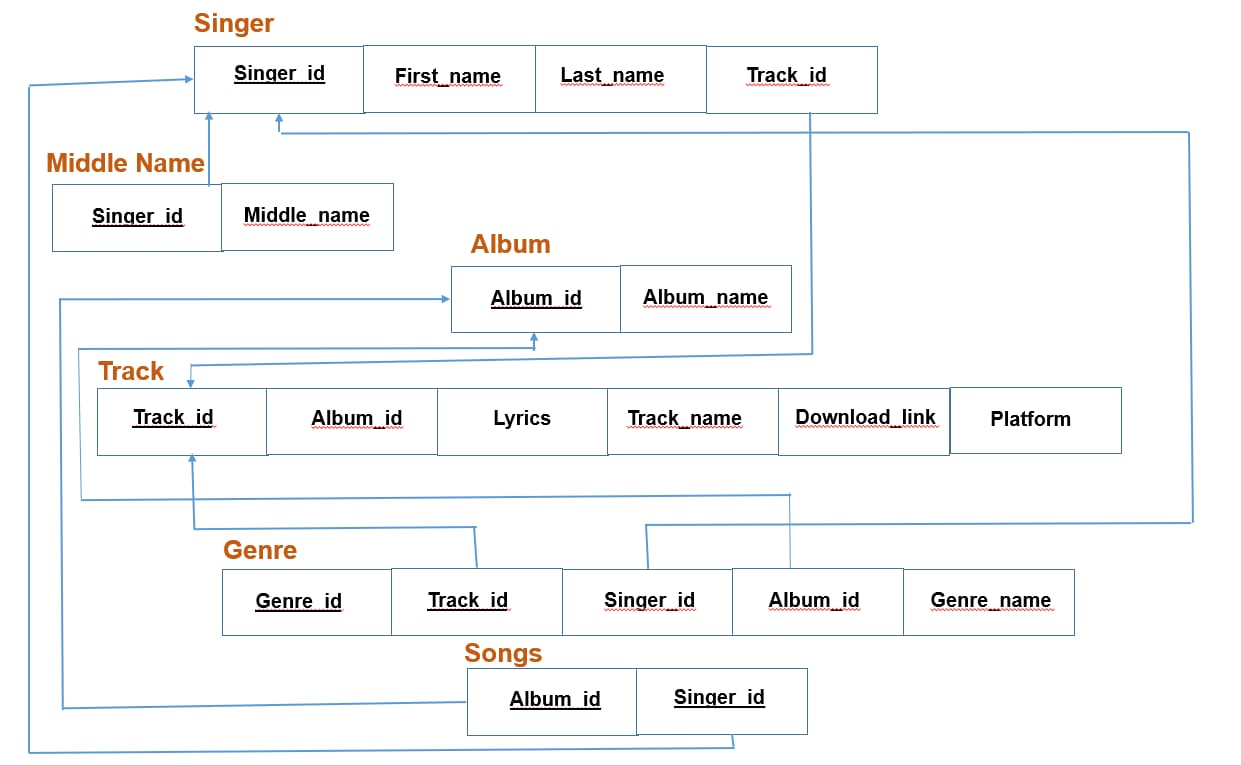 Singer
Singer_id First_name Last_name Track_id
Middle Name
Singer_id Middle_name
Album
Album_id Album_name
Track
Track_id Album_id Lyrics Track_name Download_link Platform
Genre
Genre_id Track_id Singer_id Album_id Genre_name
Songs
Album_id Singer_id